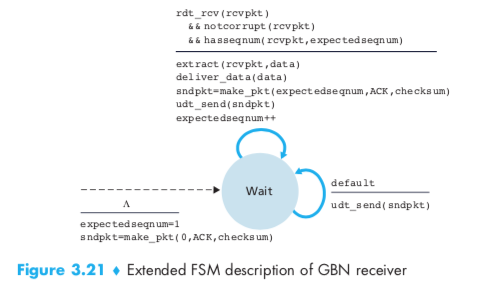 rdt_rcv(rcvpkt)
&& notcorrupt(rcvpkt)
&& hasseqnum(rcvpkt,expectedseqnum)
extract(rcvpkt,data)
deliver_data(data)
sndpkt=make_pkt(expectedseqnum,ACK,checksum)
udt_send(sndpkt)
expectedseqnum++
Wait
default
udt_send(sndpkt)
Λ
expectedseqnum=1
sndpkt=make_pkt(0,ACK,checksum)
Figure 3.21 ♦ Extended FSM description of GBN receiver